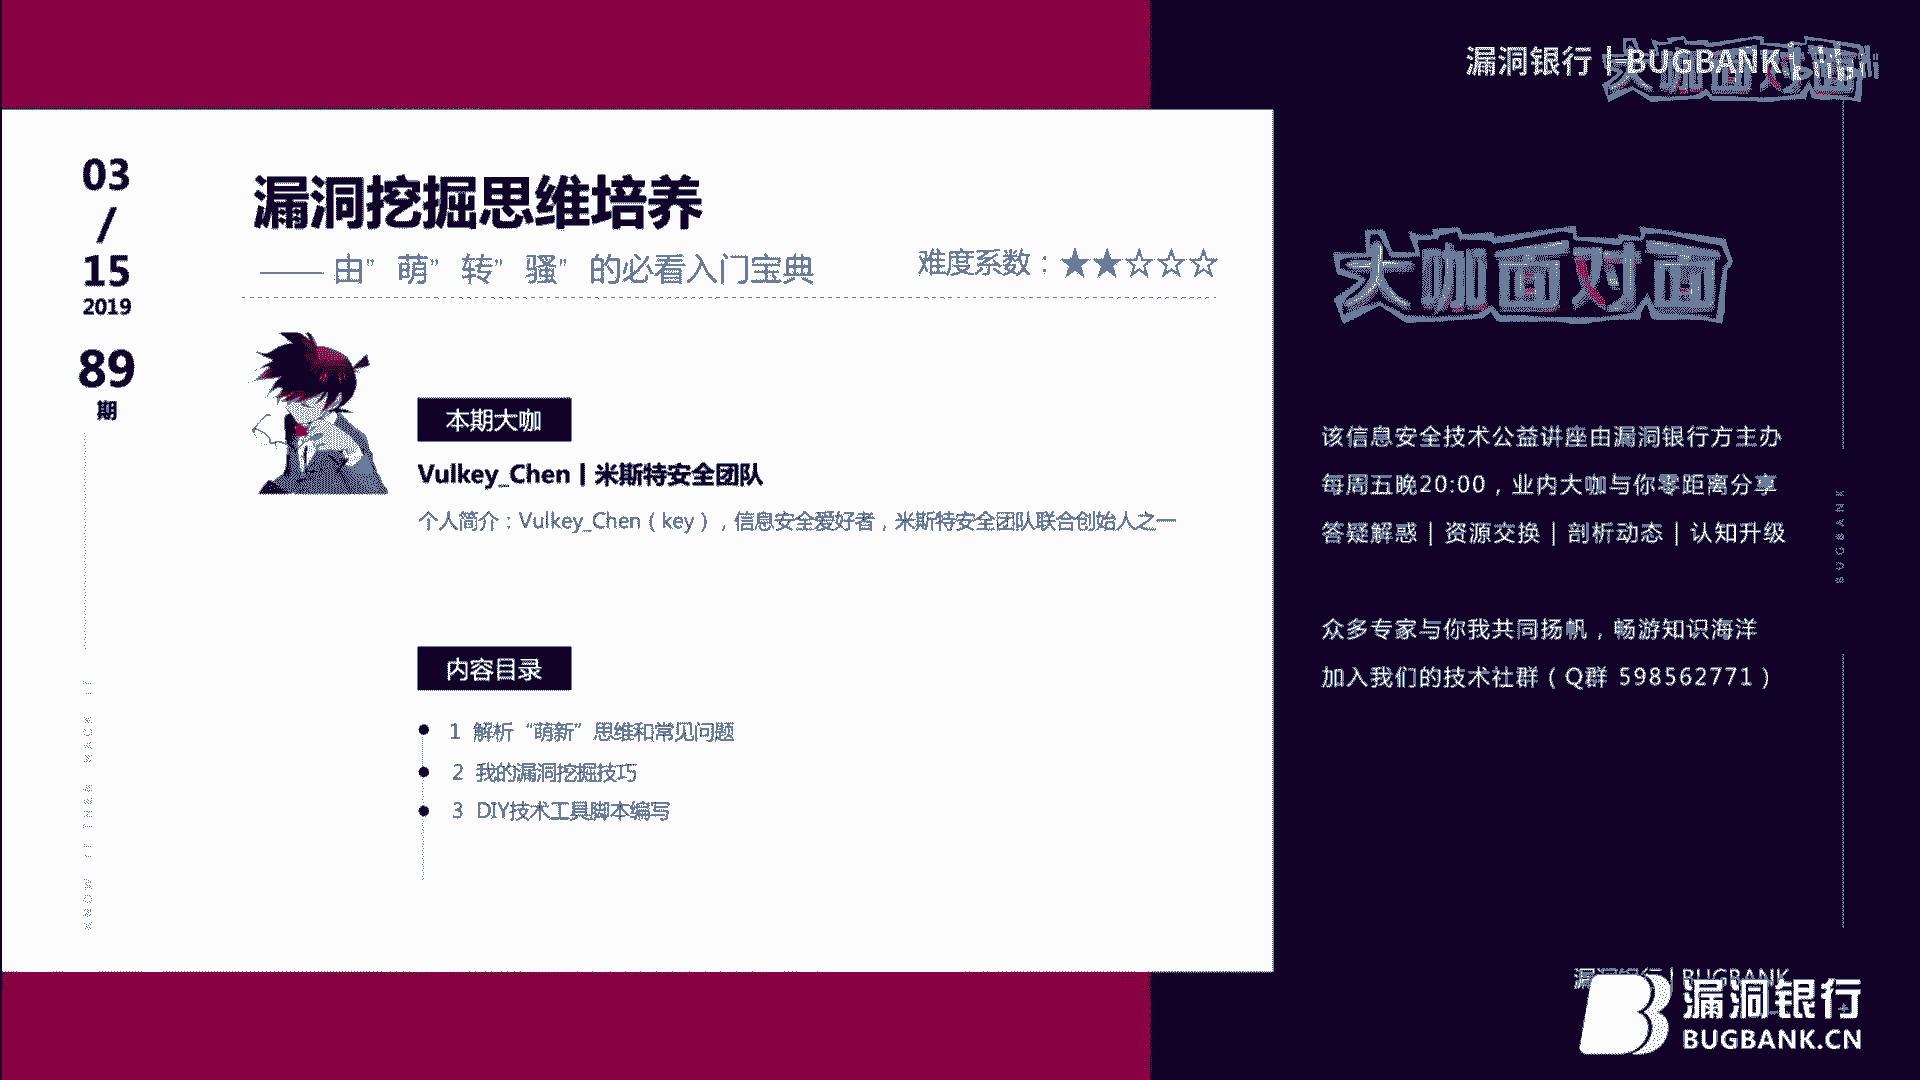 03
/
15
2019
89
期
KNOW IT THEN HACK IT
漏洞挖掘思维培养
—— 由”萌”转”骚”的必看入门宝典
难度系数：★★☆☆☆
本期大咖
Vulkey_Chen | 米斯特安全团队
个人简介：Vulkey_Chen（key），信息安全爱好者，米斯特安全团队联合创始人之一
内容目录
1 解析“萌新”思维和常见问题
2 我的漏洞挖掘技巧
3 DIY技术工具脚本编写
漏洞银行 | BUGBANK
大咖面对面
大咖面对面
该信息安全技术公益讲座由漏洞银行方主办
每周五晚20:00，业内大咖与你零距离分享
答疑解惑 | 资源交换 | 剖析动态 | 认知升级
BUGBANK
众多专家与你我共同扬帆，畅游知识海洋
加入我们的技术社群（Q群 598562771）
漏洞银行 | BUGBANK
漏洞银行
BUGBANK.CN